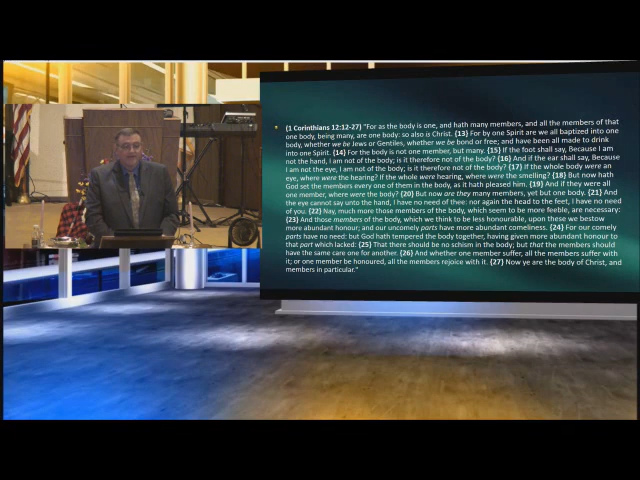 (1 Corinthians 12:12-27) "For as the body is one, and hath many members, and all the members of that
one body, being many, are one body: so also is Christ. (13) For by one Spirit are we all baptized into one
body, whether we be Jews or Gentiles, whether we be bond or free; and have been all made to drink
into one Spirit. (14) For the body is not one member, but many. (15) If the foot shall say, Because I am
not the hand, I am not of the body; is it therefore not of the body? (16) And if the ear shall say, Because
I am not the eye, I am not of the body; is it therefore not of the body? (17) If the whole body were an
eye, where were the hearing? If the whole were hearing, where were the smelling? (18) But now hath
God set the members every one of them in the body, as it hath pleased him. (19) And if they were all
one member, where were the body? (20) But now are they many members, yet but one body. (21) And
the eye cannot say unto the hand, I have no need of thee: nor again the head to the feet, I have no need
of you. (22) Nay, much more those members of the body, which seem to be more feeble, are necessary:
(23) And those members of the body, which we think to be less honourable, upon these we bestow
more abundant honour; and our uncomely parts have more abundant comeliness. (24) For our comely
parts have no need: but God hath tempered the body together, having given more abundant honour to
that part which lacked: (25) That there should be no schism in the body; but that the members should
have the same care one for another. (26) And whether one member suffer, all the members suffer with
it; or one member be honoured, all the members rejoice with it. (27) Now ye are the body of Christ, and
members in particular."